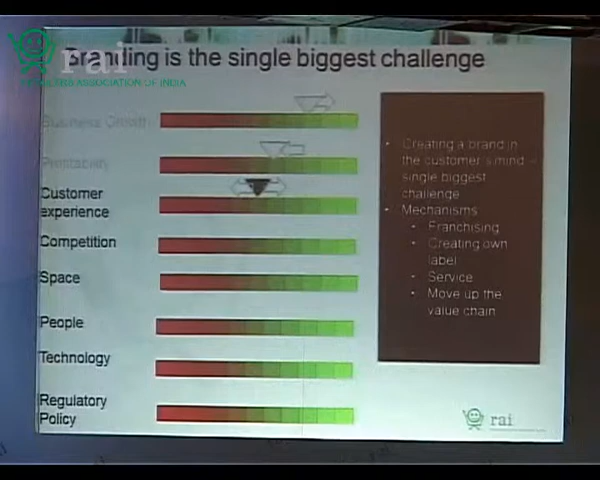 Branding is the single biggest challenge
rai
RETAILERS ASSOCIATION OF INDIA
Business Growth
Profitability
Customer
experience
Competition
Space
People
Technology
Regulatory
Policy
• Creating a brand in
the customer's mind –
single biggest
challenge
• Mechanisms
- Franchising
- Creating own
label
- Service
- Move up the
value chain
rai